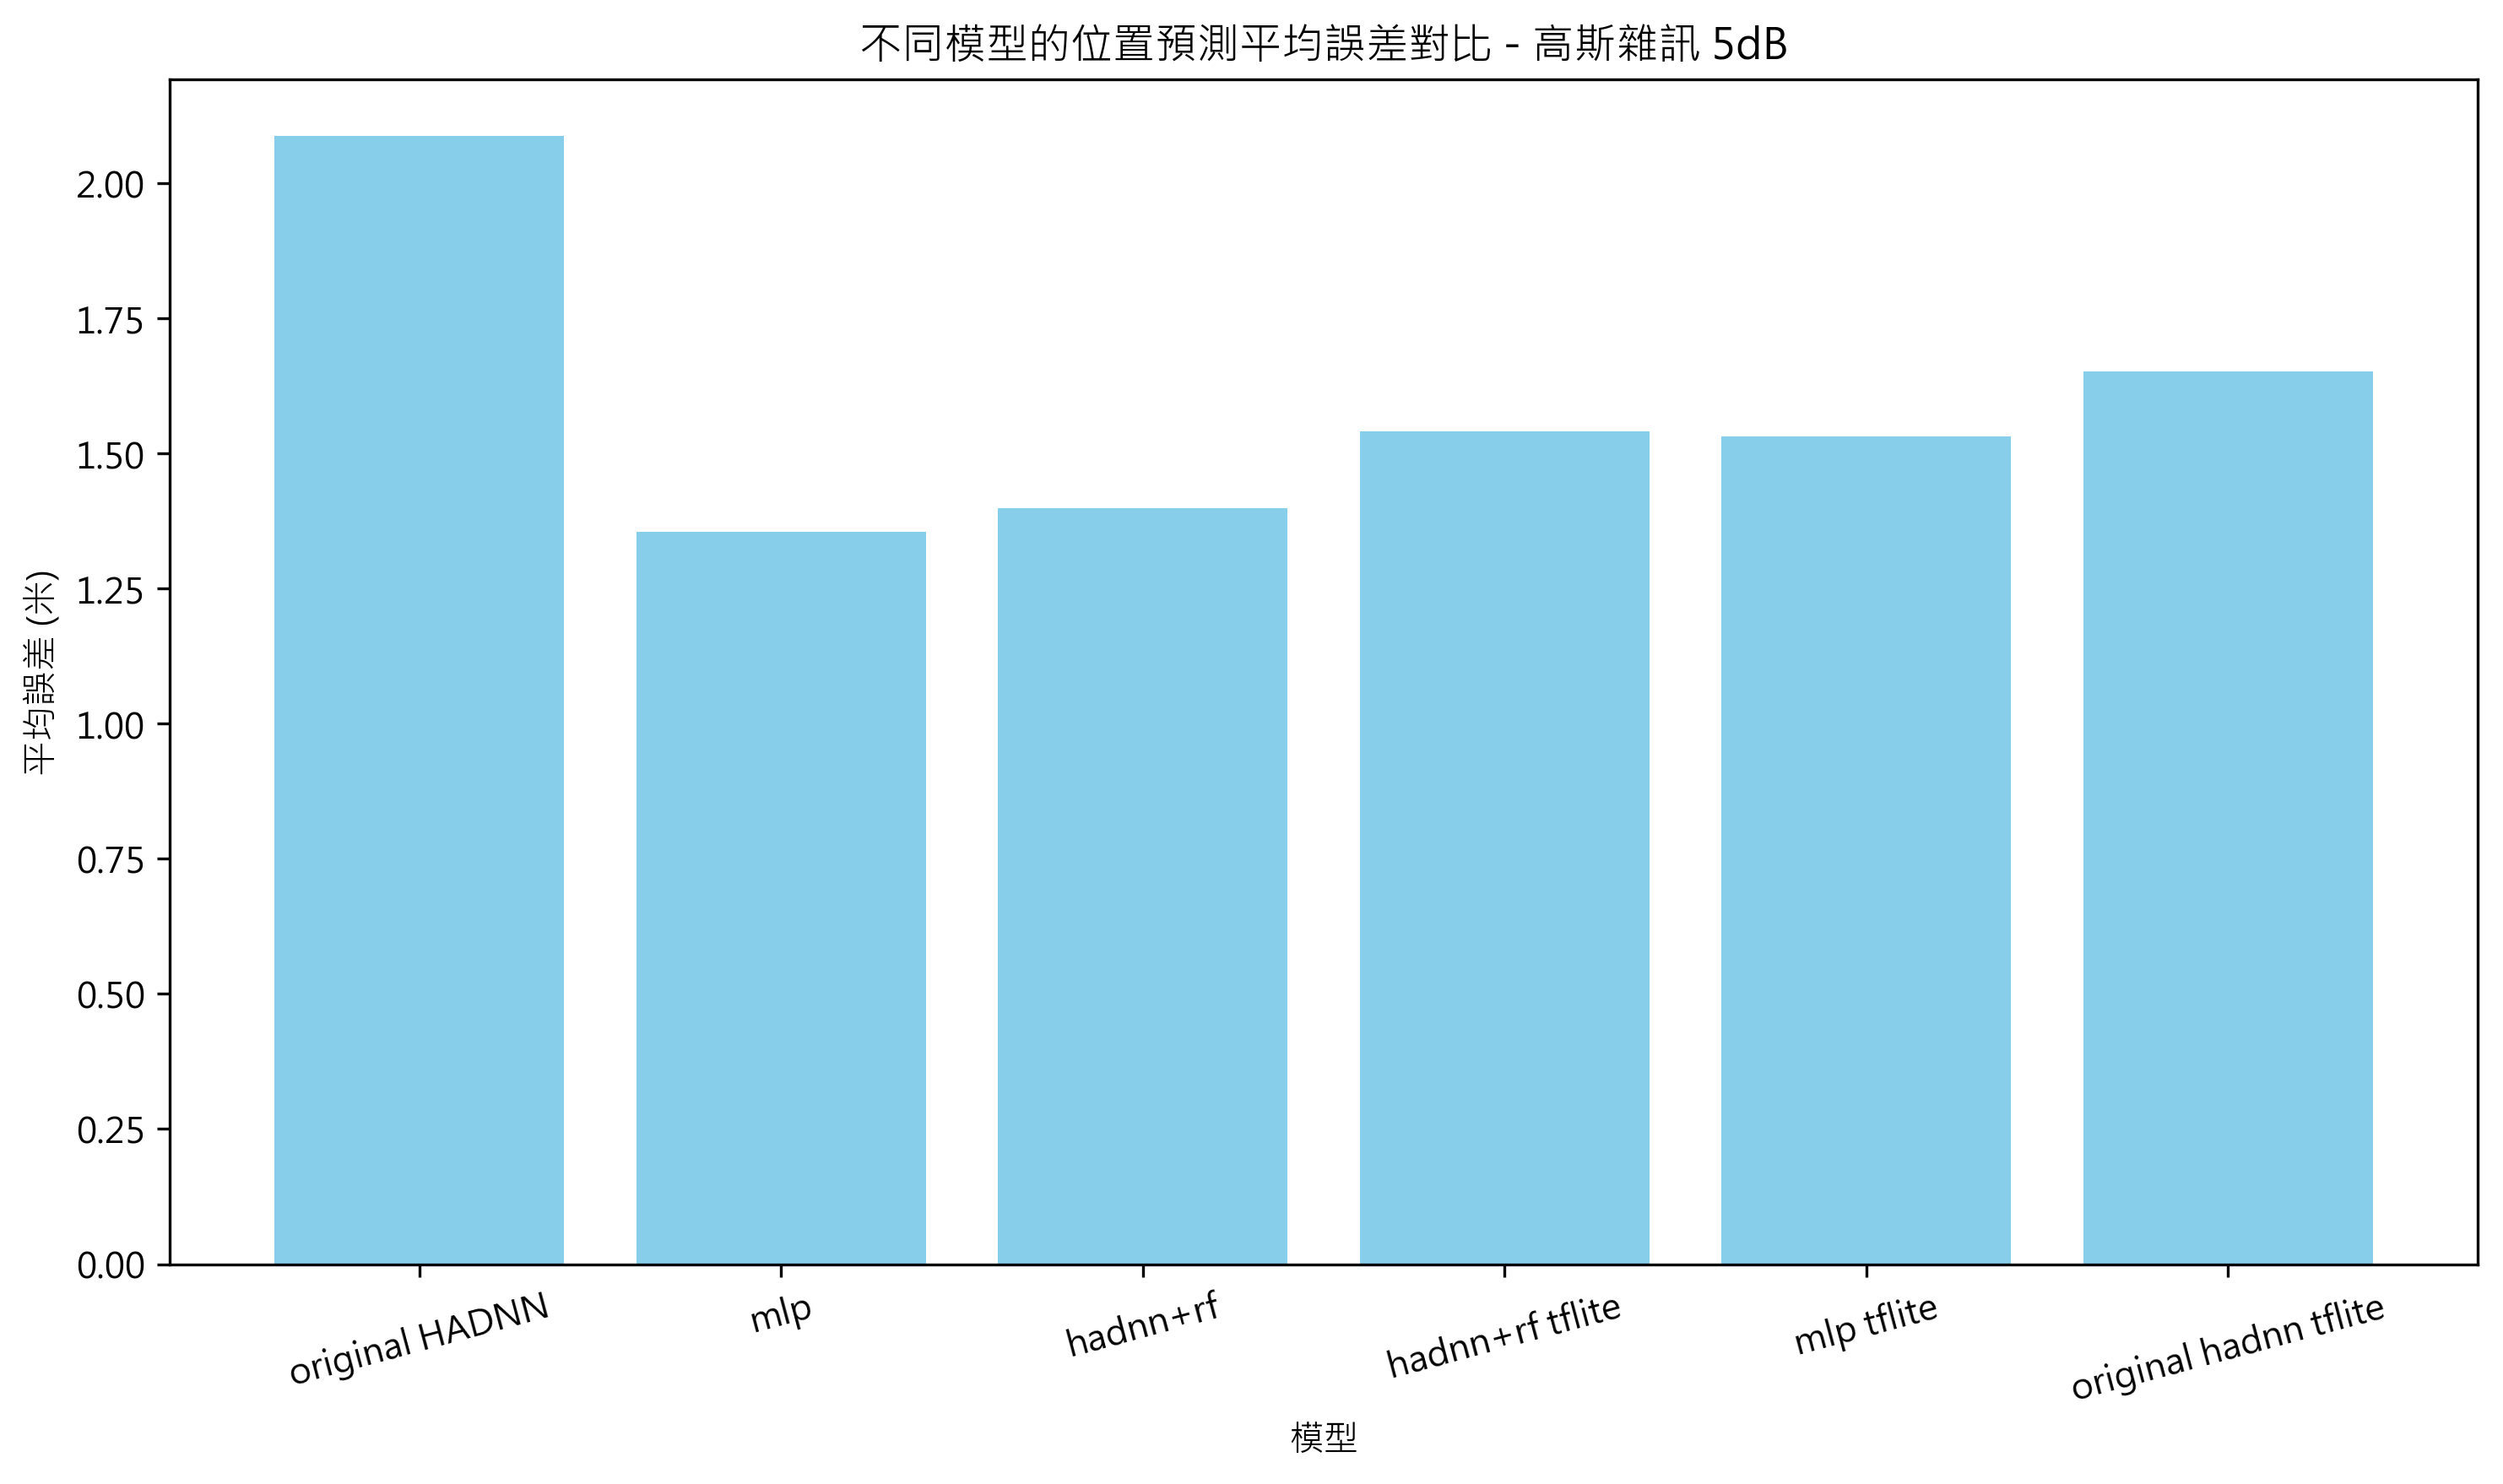 不同模型的位置預測平均誤差對比 - 高斯雜訊 5dB
平均誤差 (米)
2.00
1.75
1.50
1.25
1.00
0.75
0.50
0.25
0.00
original HADNN
mlp
hadnn+rf
hadnn+rf tflite
mlp tflite
original hadnn tflite
模型